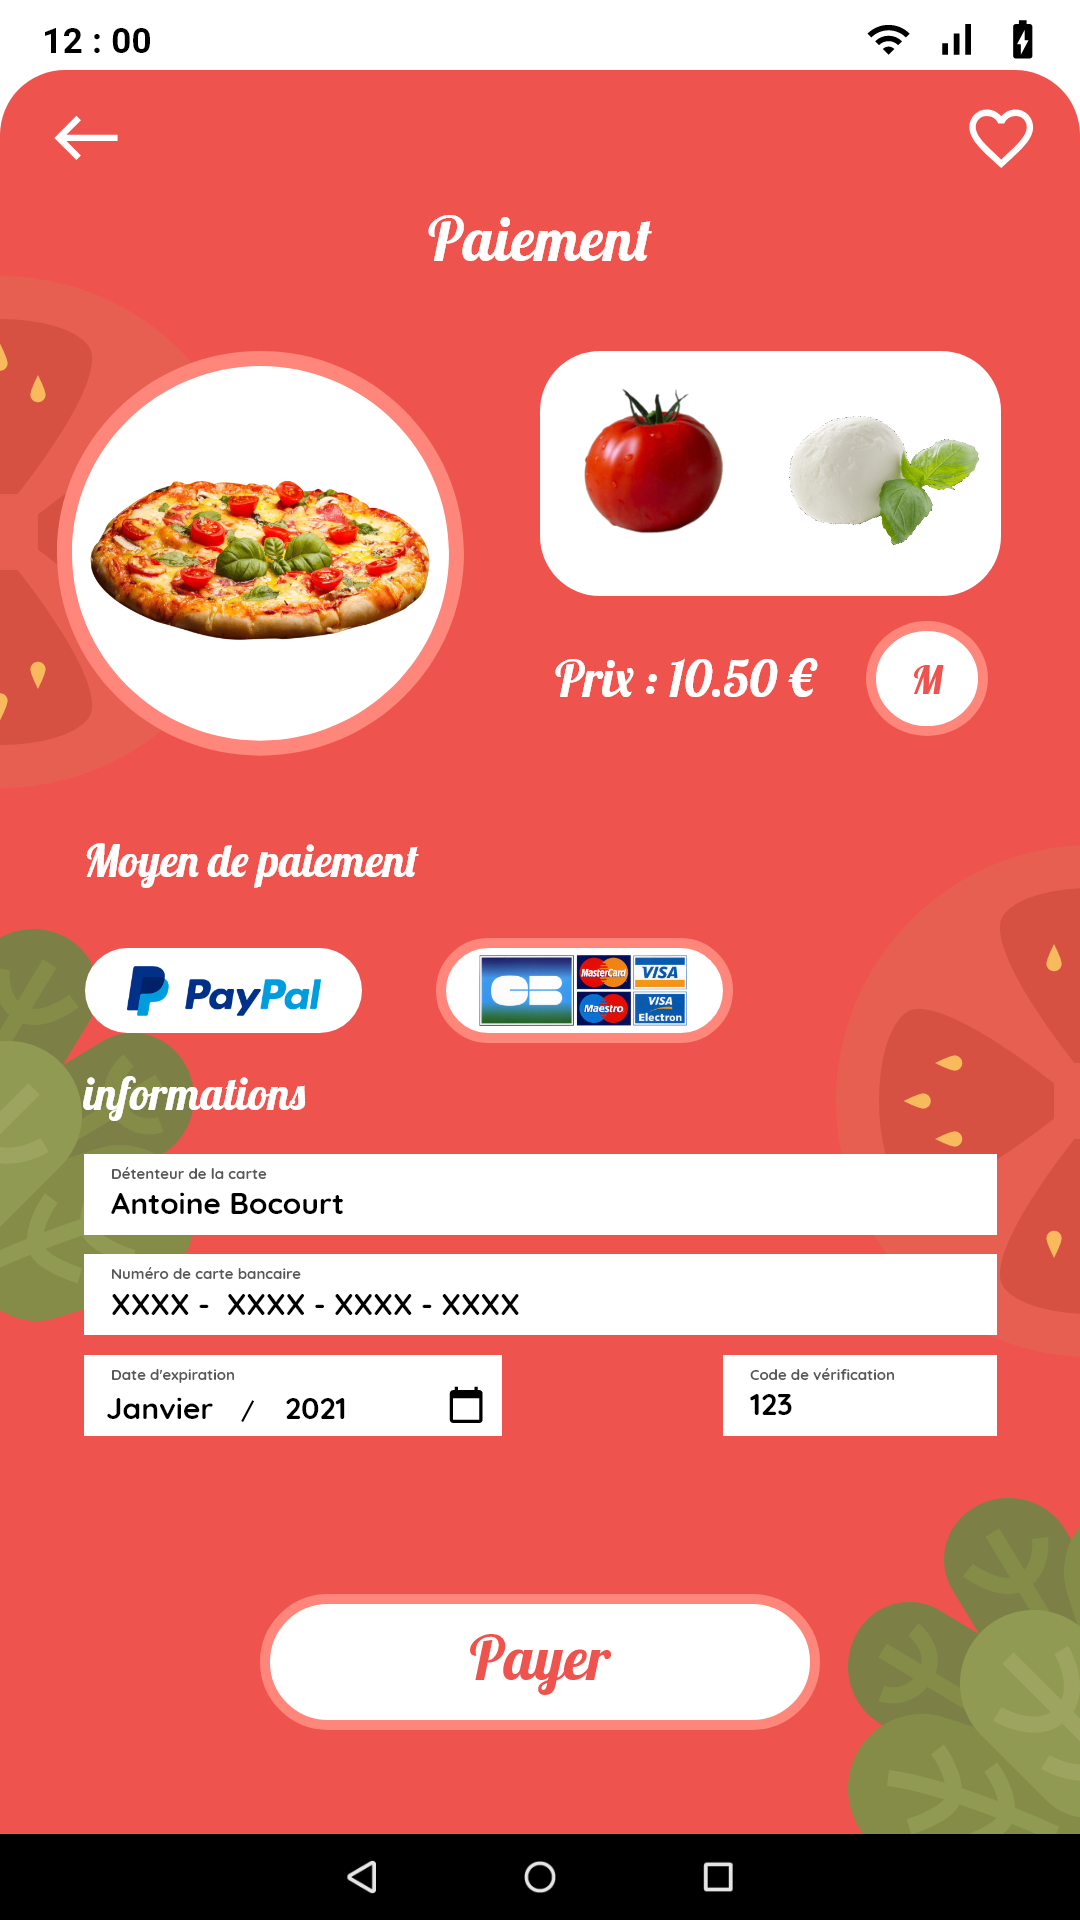 12 : 00
Paiement
Prix : 10.50 €
M
Moyen de paiement
PayPal
CB
MasterCard
VISA
Maestro
VISA
Electron
informations
Détenteur de la carte
Antoine Bocourt
Numéro de carte bancaire
XXXX -  XXXX - XXXX - XXXX
Date d'expiration
Janvier / 2021
Code de vérification
123
Payer